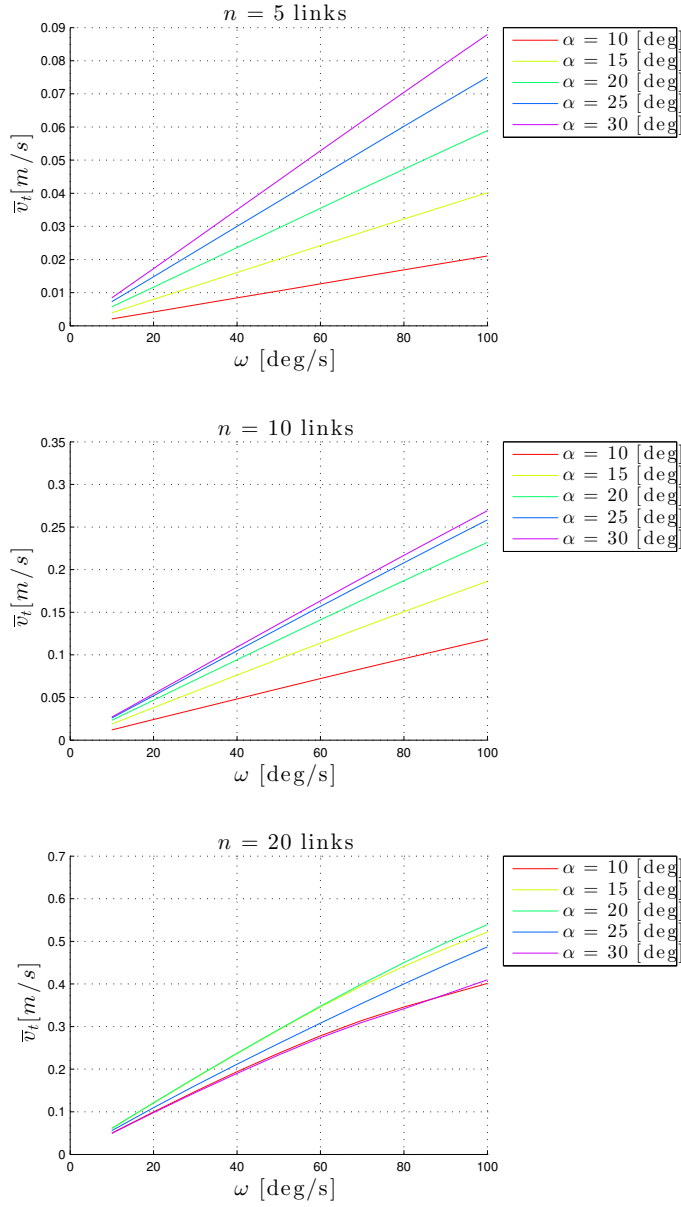 n = 5 links
0.09
0.08
0.07
0.06
0.05
0.04
0.03
0.02
0.01
0
v̅ₜ[m/s]
0 20 40 60 80 100
ω [deg/s]
α = 10 [deg]
α = 15 [deg]
α = 20 [deg]
α = 25 [deg]
α = 30 [deg]
n = 10 links
0.35
0.3
0.25
0.2
0.15
0.1
0.05
0
v̅ₜ[m/s]
0 20 40 60 80 100
ω [deg/s]
α = 10 [deg]
α = 15 [deg]
α = 20 [deg]
α = 25 [deg]
α = 30 [deg]
n = 20 links
0.7
0.6
0.5
0.4
0.3
0.2
0.1
0
v̅ₜ[m/s]
0 20 40 60 80 100
ω [deg/s]
α = 10 [deg]
α = 15 [deg]
α = 20 [deg]
α = 25 [deg]
α = 30 [deg]